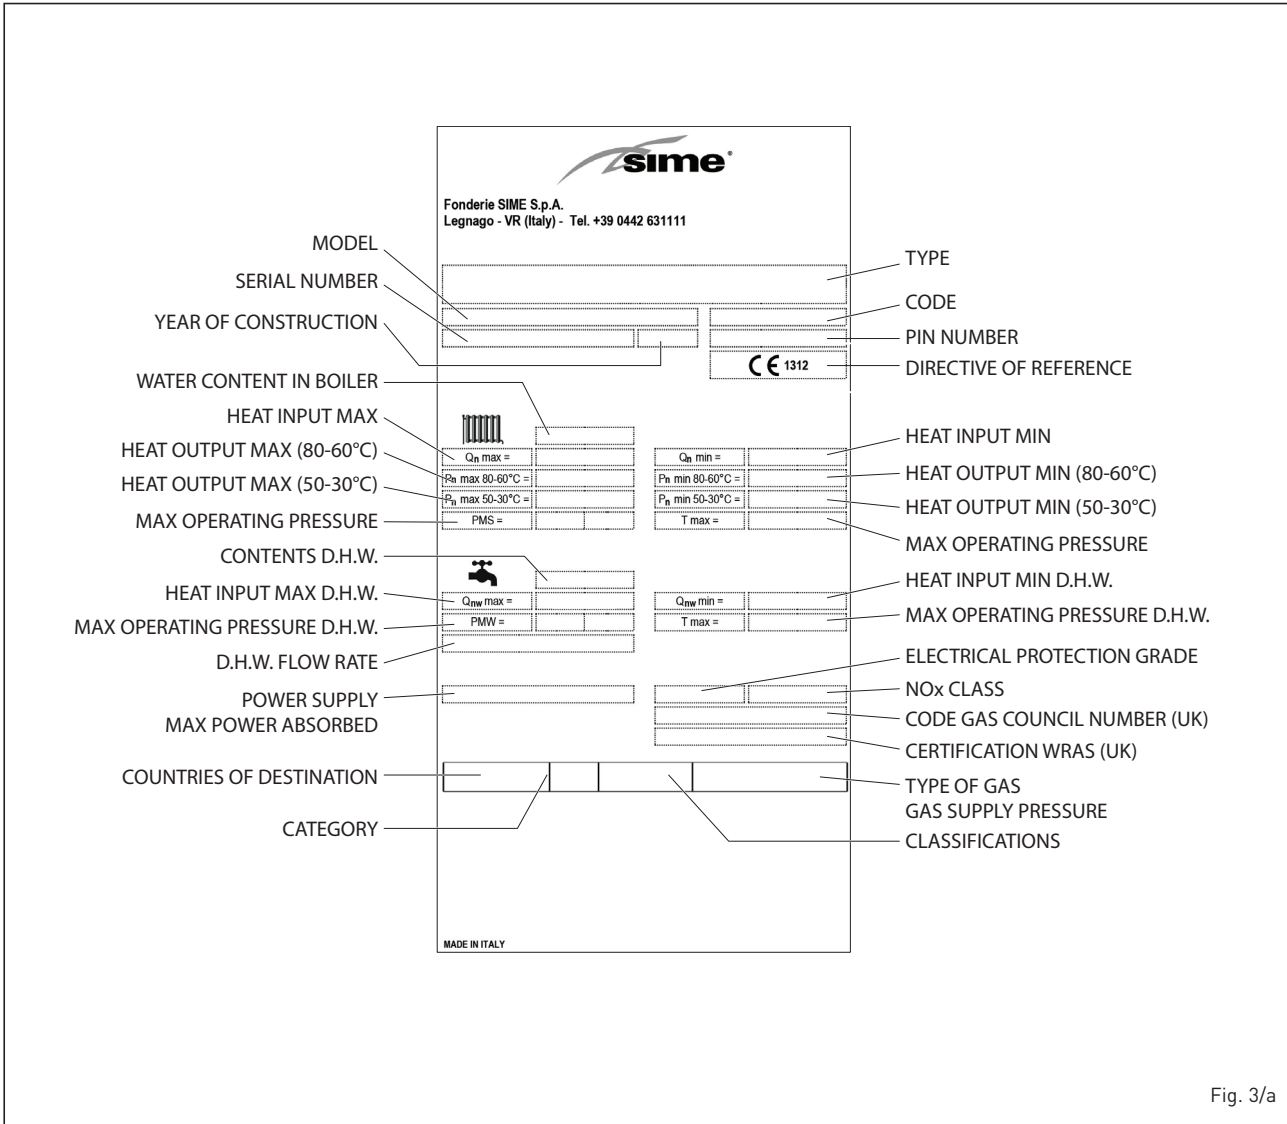 sime®
Fonderie SIME S.p.A.
Legnago - VR (Italy) - Tel. +39 0442 631111
MODEL
SERIAL NUMBER
YEAR OF CONSTRUCTION
WATER CONTENT IN BOILER
HEAT INPUT MAX
HEAT OUTPUT MAX (80-60°C)
HEAT OUTPUT MAX (50-30°C)
MAX OPERATING PRESSURE
CONTENTS D.H.W.
HEAT INPUT MAX D.H.W.
MAX OPERATING PRESSURE D.H.W.
D.H.W. FLOW RATE
POWER SUPPLY
MAX POWER ABSORBED
COUNTRIES OF DESTINATION
CATEGORY
CE 1312
Qn max =
Pn max 80-60°C =
Pn max 50-30°C =
PMS =
Qn min =
Pn min 80-60°C =
Pn min 50-30°C =
T max =
Qnw max =
PMW =
Qnw min =
T max =
MADE IN ITALY
TYPE
CODE
PIN NUMBER
DIRECTIVE OF REFERENCE
HEAT INPUT MIN
HEAT OUTPUT MIN (80-60°C)
HEAT OUTPUT MIN (50-30°C)
MAX OPERATING PRESSURE
HEAT INPUT MIN D.H.W.
MAX OPERATING PRESSURE D.H.W.
ELECTRICAL PROTECTION GRADE
NOx CLASS
CODE GAS COUNCIL NUMBER (UK)
CERTIFICATION WRAS (UK)
TYPE OF GAS
GAS SUPPLY PRESSURE
CLASSIFICATIONS
Fig. 3/a